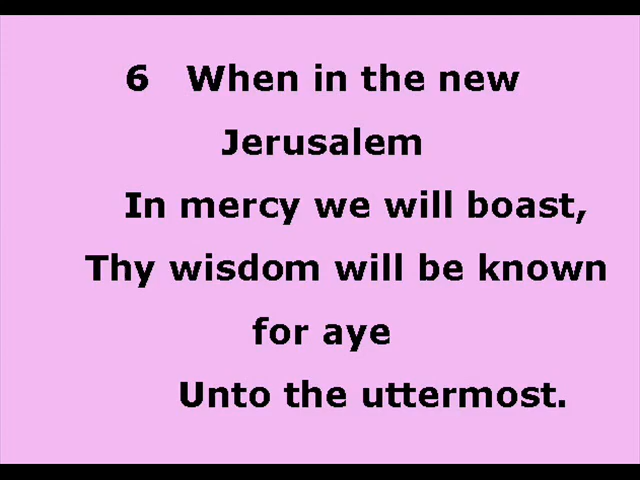 6 When in the new
Jerusalem
In mercy we will boast,
Thy wisdom will be known
for aye
Unto the uttermost.